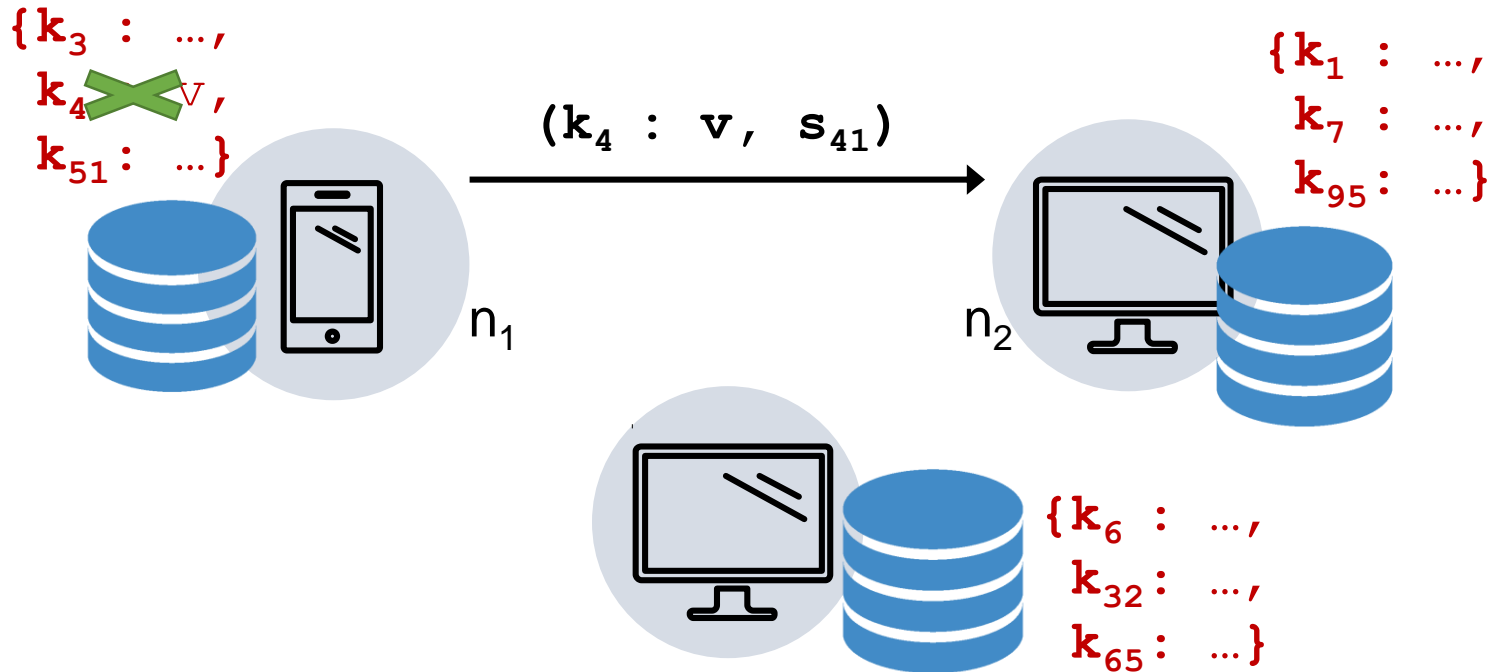 {k₃ : …,
k₄ v,
k₅₁: …}
(k₄ : v, s₄₁)
{k₁ : …,
k₇ : …,
k₉₅: …}
n₁
n₂
{k₆ : …,
k₃₂: …,
k₆₅: …}